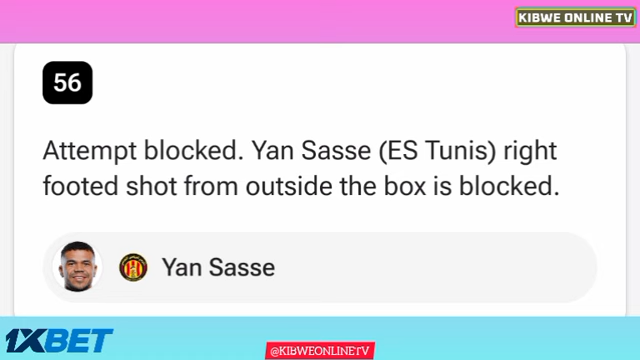 KIBWE ONLINE TV
56
Attempt blocked. Yan Sasse (ES Tunis) right
footed shot from outside the box is blocked.
Yan Sasse
1XBET
@KIBWEONLINETV